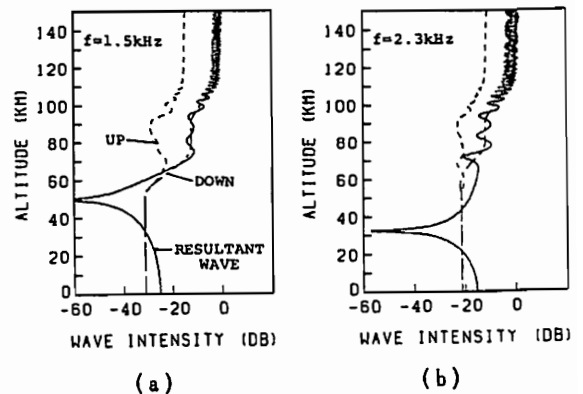 f=1.5kHz
140
120
100
80
60
40
20
0
UP
DOWN
RESULTANT
WAVE
ALTITUDE (KM)
-60 -40 -20 0
WAVE INTENSITY (DB)
(a)
f=2.3kHz
140
120
100
80
60
40
20
0
ALTITUDE (KM)
-60 -40 -20 0
WAVE INTENSITY (DB)
(b)